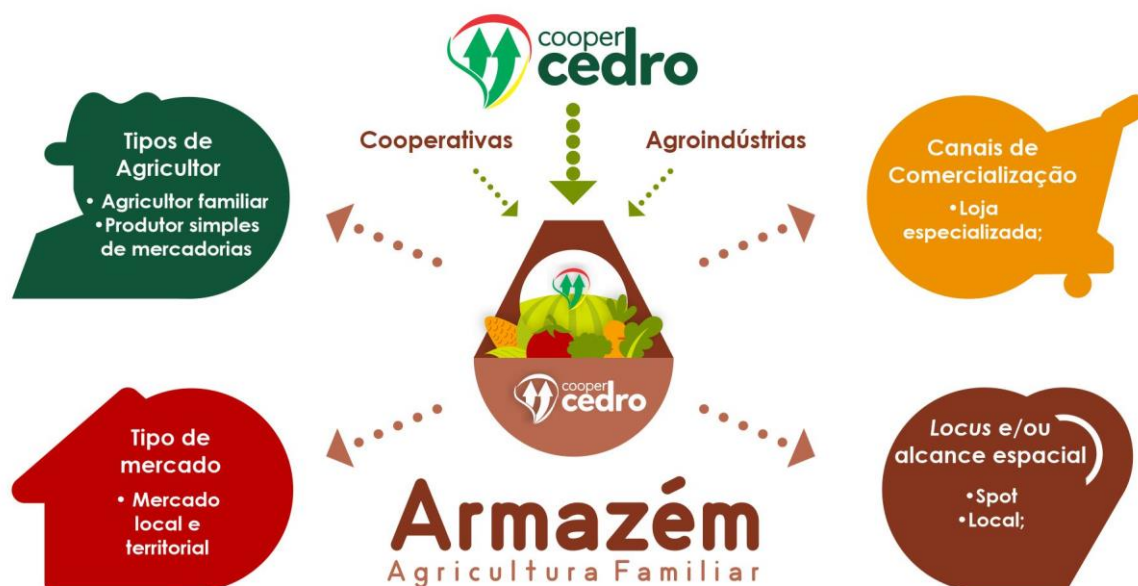 cooper
cedro
Cooperativas
Agroindústrias
Tipos de
Agricultor
• Agricultor familiar
•Produtor simples
de mercadorias
Canais de
Comercialização
•Loja
especializada;
cooper
cedro
Tipo de
mercado
• Mercado
local e
territorial
Locus e/ou
alcance espacial
•Spot
•Local;
Armazém
Agricultura Familiar